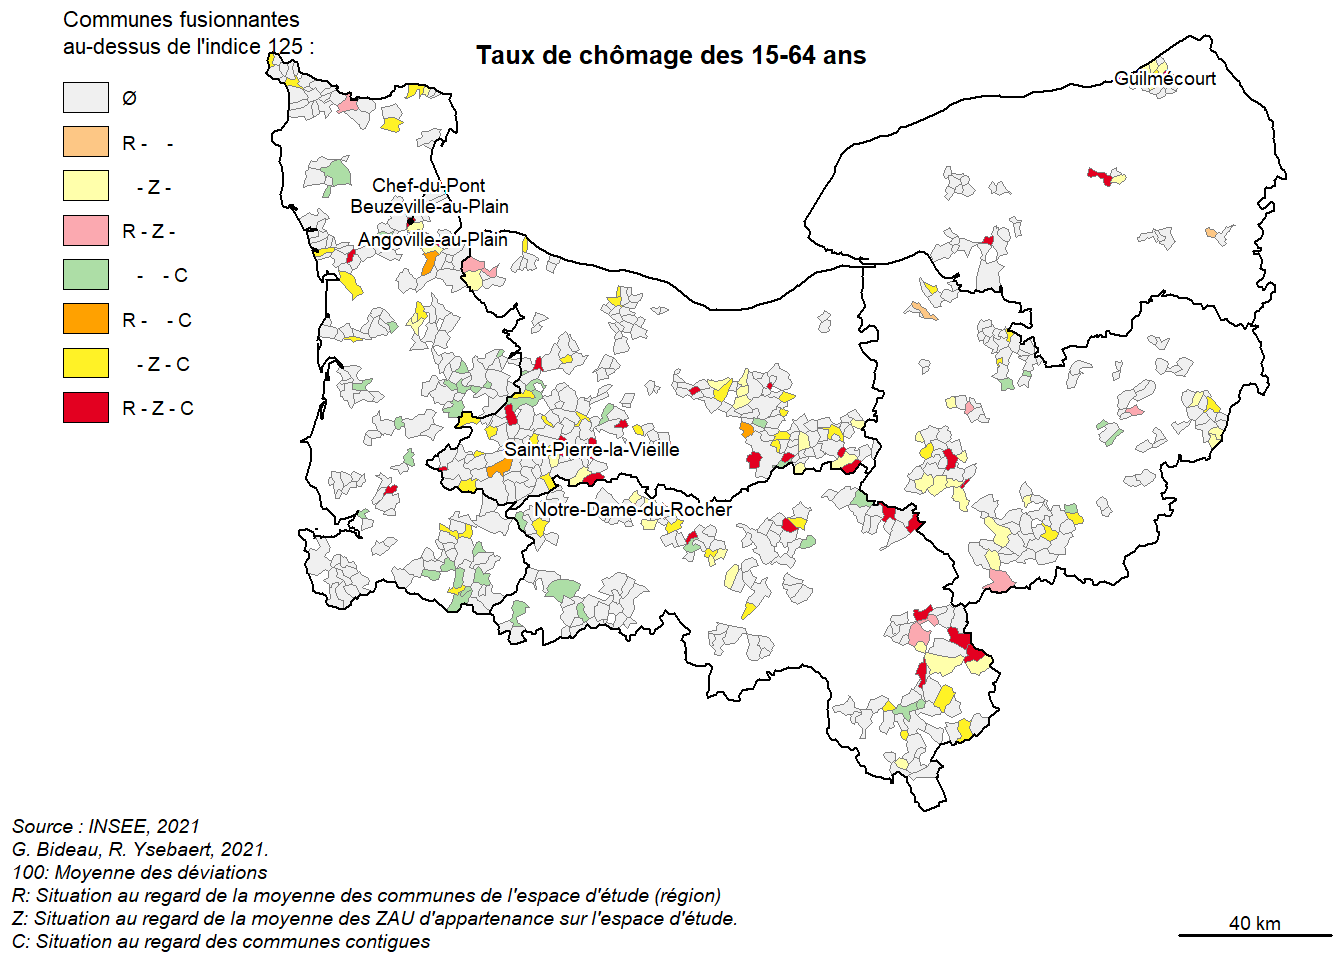 Communes fusionnantes
au-dessus de l'indice 125 :
Taux de chômage des 15-64 ans
Ø
R - -
- Z -
R - Z -
- - C
R - - C
- Z - C
R - Z - C
Guilmécourt
Chef-du-Pont
Beuzeville-au-Plain
Angoville-au-Plain
Saint-Pierre-la-Vieille
Notre-Dame-du-Rocher
Source : INSEE, 2021
G. Bideau, R. Ysebaert, 2021.
100: Moyenne des déviations
R: Situation au regard de la moyenne des communes de l'espace d'étude (région)
Z: Situation au regard de la moyenne des ZAU d'appartenance sur l'espace d'étude.
C: Situation au regard des communes contigues
40 km